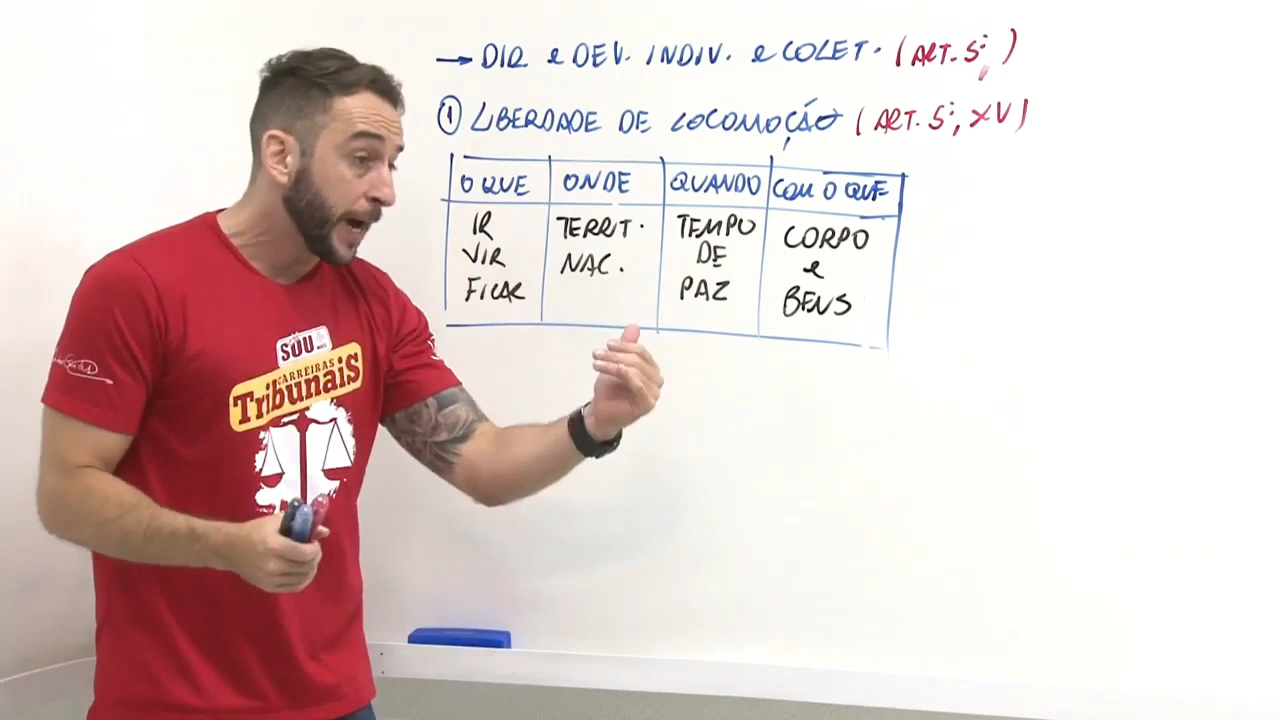 → DIR e DEV. INDIV. e COLET. (ART. 5º, )
① LIBERDADE DE LOCOMOÇÃO (ART. 5º, XV)
O QUE ONDE QUANDO COM O QUE
IR TERRIT. TEMPO CORPO
VIR NAC. DE e
FICAR PAZ BENS
SOU
CARREIRAS
TribunaiS